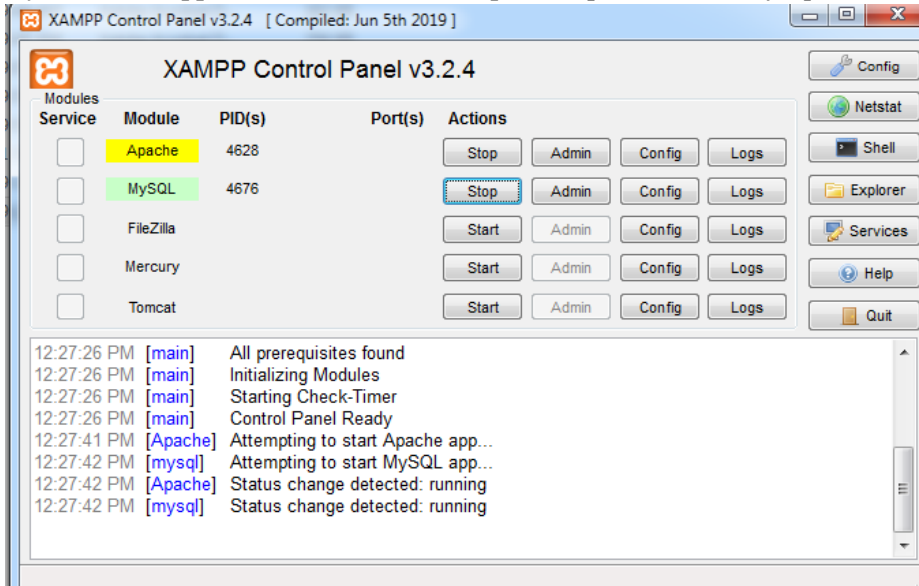 XAMPP Control Panel v3.2.4 [ Compiled: Jun 5th 2019 ]
XAMPP Control Panel v3.2.4
Config
Modules
Service Module PID(s) Port(s) Actions
Netstat
Apache 4628 Stop Admin Config Logs
Shell
MySQL 4676 Stop Admin Config Logs
Explorer
FileZilla Start Admin Config Logs
Services
Mercury Start Admin Config Logs
Help
Tomcat Start Admin Config Logs
Quit
12:27:26 PM [main] All prerequisites found
12:27:26 PM [main] Initializing Modules
12:27:26 PM [main] Starting Check-Timer
12:27:26 PM [main] Control Panel Ready
12:27:41 PM [Apache] Attempting to start Apache app...
12:27:42 PM [mysql] Attempting to start MySQL app...
12:27:42 PM [Apache] Status change detected: running
12:27:42 PM [mysql] Status change detected: running